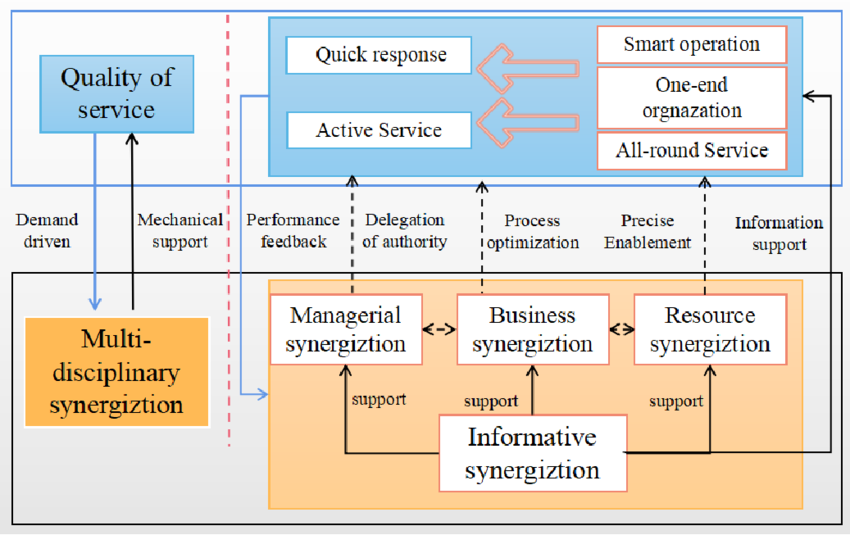 Quality of
service
Quick response
Active Service
Smart operation
One-end
orgnazation
All-round Service
Demand
driven
Mechanical
support
Performance
feedback
Delegation
of authority
Process
optimization
Precise
Enablement
Information
support
Multi-
disciplinary
synergiztion
Managerial
synergiztion
Business
synergiztion
Resource
synergiztion
support
support
support
Informative
synergiztion